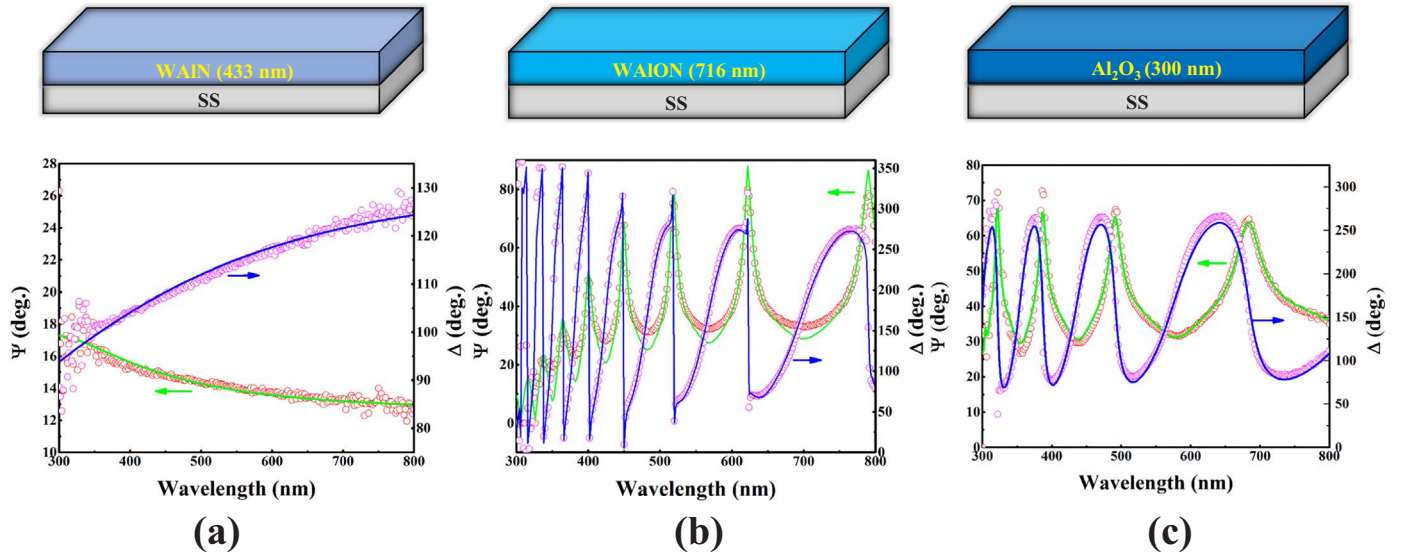 WAlN (433 nm)
SS
WAlON (716 nm)
SS
Al₂O₃ (300 nm)
SS
28
26
24
22
20
18
16
14
12
10
130
120
110
100
90
80
Ψ (deg.)
Δ (deg.)
300 400 500 600 700 800
Wavelength (nm)
(a)
80
60
40
20
0
350
300
250
200
150
100
50
0
Ψ (deg.)
Δ (deg.)
300 400 500 600 700 800
Wavelength (nm)
(b)
80
70
60
50
40
30
20
10
0
300
250
200
150
100
50
0
Ψ (deg.)
Δ (deg.)
300 400 500 600 700 800
Wavelength (nm)
(c)